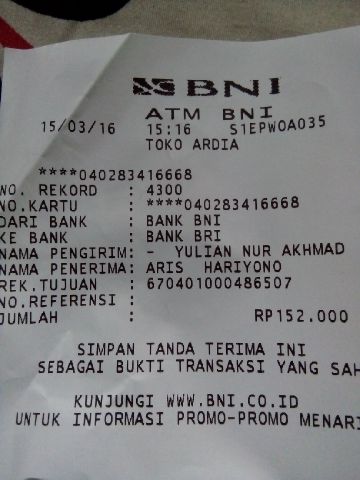 BNI
ATM BNI
15/03/16 15:16 S1EPWOA035
TOKO ARDIA
****040283416668
NO. REKORD : 4300
NO.KARTU : ****040283416668
DARI BANK : BANK BNI
KE BANK : BANK BRI
NAMA PENGIRIM: - YULIAN NUR AKHMAD
NAMA PENERIMA: ARIS HARIYONO
REK.TUJUAN : 670401000486507
NO.REFERENSI :
JUMLAH : RP152.000
SIMPAN TANDA TERIMA INI
SEBAGAI BUKTI TRANSAKSI YANG SAH
KUNJUNGI WWW.BNI.CO.ID
UNTUK INFORMASI PROMO-PROMO MENARI